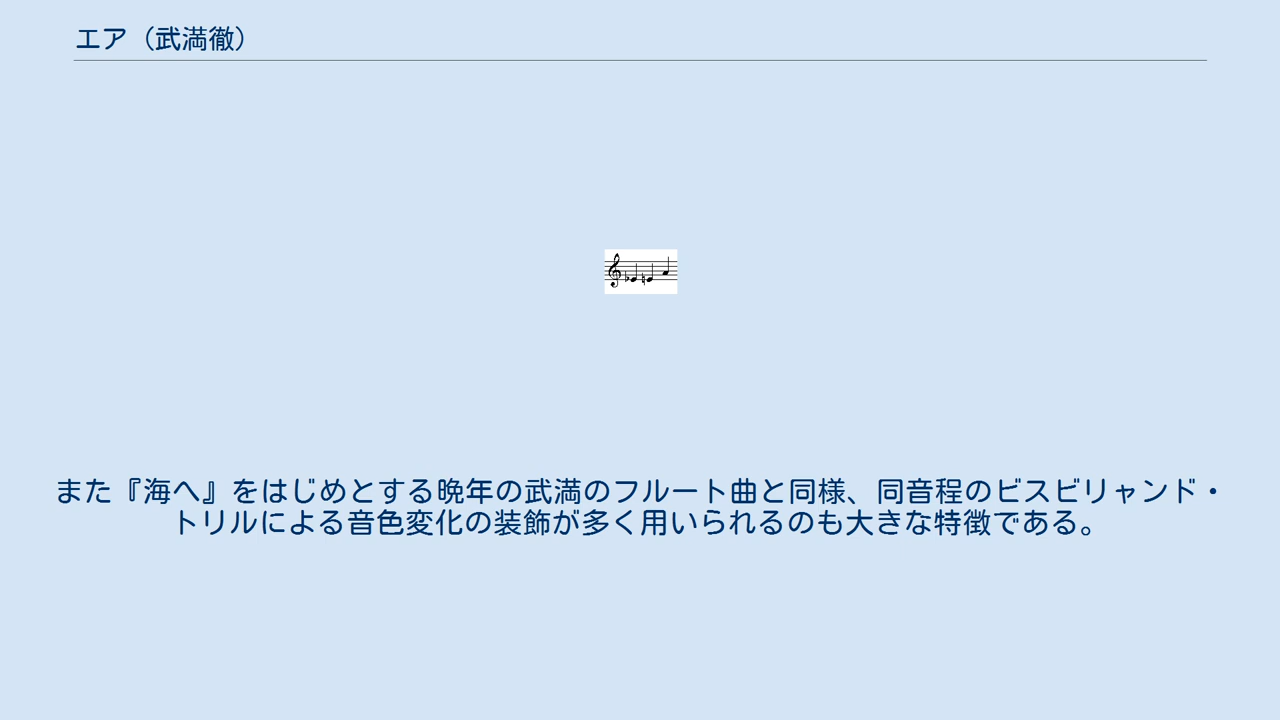 エア（武満徹）
また『海へ』をはじめとする晩年の武満のフルート曲と同様、同音程のビスビリャンド・
トリルによる音色変化の装飾が多く用いられるのも大きな特徴である。